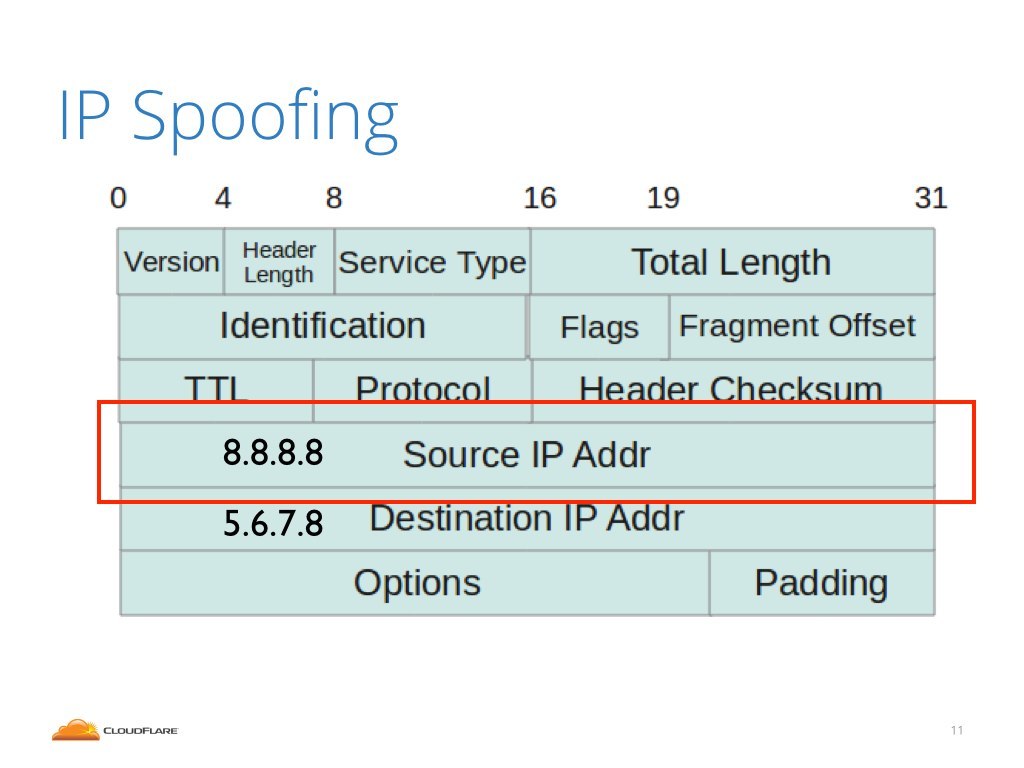 IP Spoofing
0 4 8 16 19 31
Version Header Length Service Type Total Length
Identification Flags Fragment Offset
TTL Protocol Header Checksum
8.8.8.8 Source IP Addr
5.6.7.8 Destination IP Addr
Options Padding
CLOUDFLARE
11